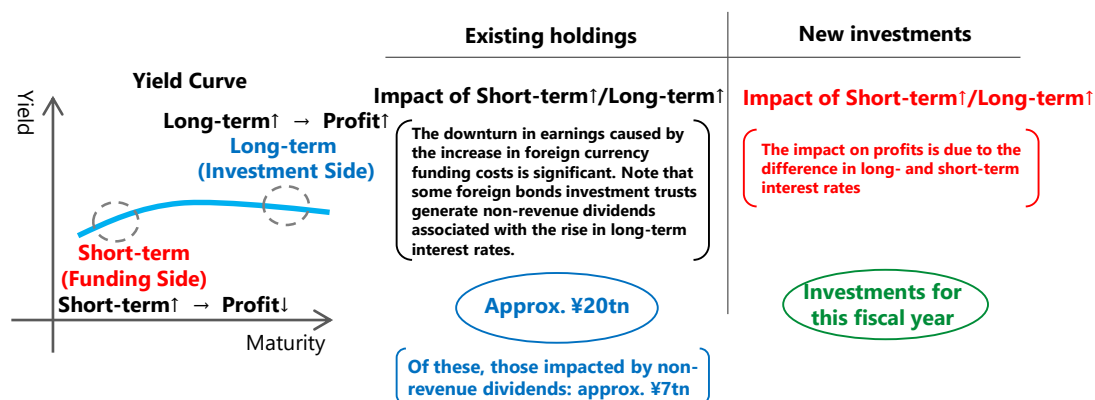 Existing holdings
New investments
Yield Curve
Yield
Long-term↑ → Profit↑
Long-term
(Investment Side)
Short-term
(Funding Side)
Short-term↑ → Profit↓
Maturity
Impact of Short-term↑/Long-term↑
The downturn in earnings caused by
the increase in foreign currency
funding costs is significant. Note that
some foreign bonds investment trusts
generate non-revenue dividends
associated with the rise in long-term
interest rates.
Approx. ¥20tn
Of these, those impacted by non-
revenue dividends: approx. ¥7tn
Impact of Short-term↑/Long-term↑
The impact on profits is due to the
difference in long- and short-term
interest rates
Investments for
this fiscal year